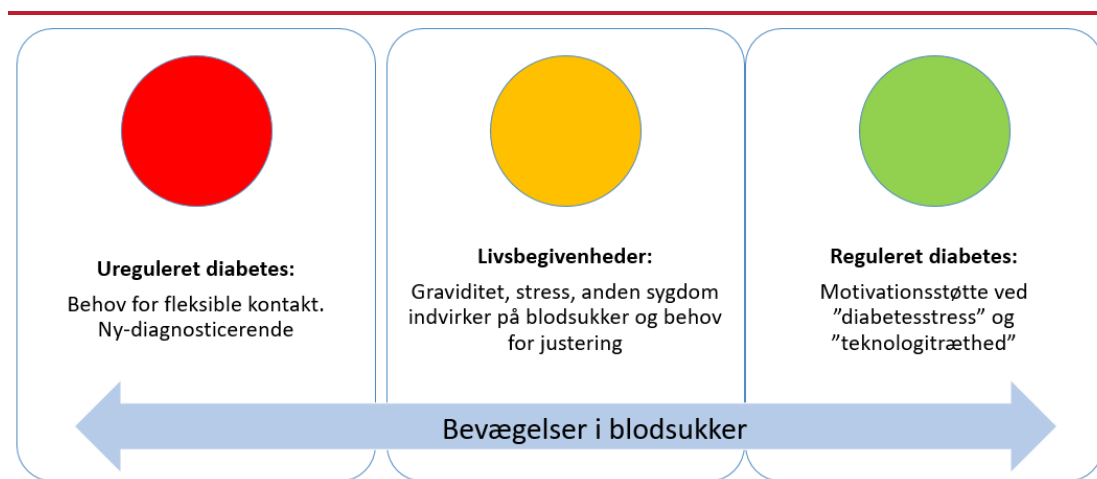 Ureguleret diabetes:
Behov for fleksible kontakt.
Ny-diagnosticerende
Livsbegivenheder:
Graviditet, stress, anden sygdom
indvirker på blodsukker og behov
for justering
Reguleret diabetes:
Motivationsstøtte ved
”diabetesstress” og
”teknologitræthed”
Bevægelser i blodsukker